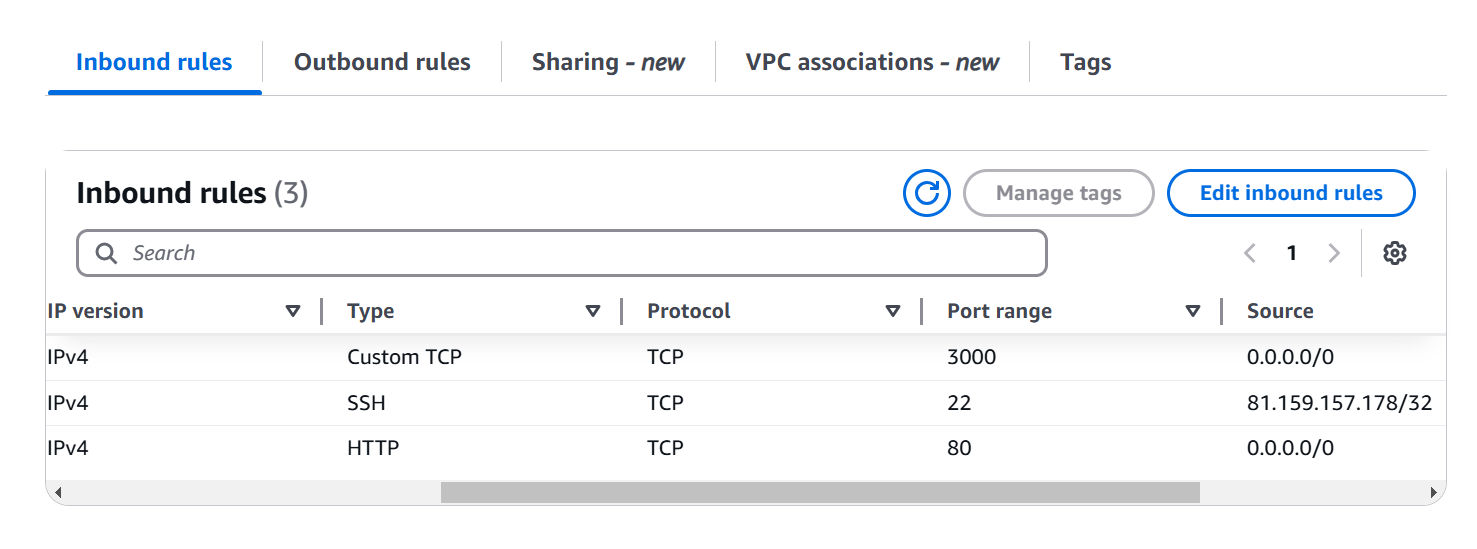 Inbound rules Outbound rules Sharing - new VPC associations - new Tags
Inbound rules (3) Manage tags Edit inbound rules
Search 1
IP version Type Protocol Port range Source
IPv4 Custom TCP TCP 3000 0.0.0.0/0
IPv4 SSH TCP 22 81.159.157.178/32
IPv4 HTTP TCP 80 0.0.0.0/0